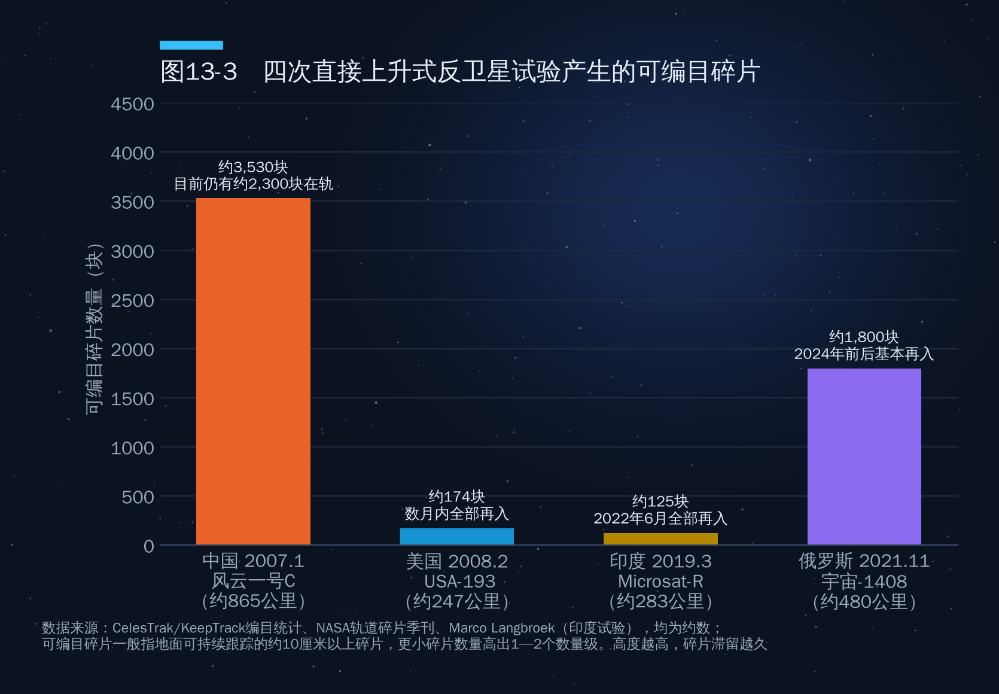 图13-3　四次直接上升式反卫星试验产生的可编目碎片
可编目碎片数量（块）
4500
4000
3500
3000
2500
2000
1500
1000
500
0
约3,530块
目前仍有约2,300块在轨
约174块
数月内全部再入
约125块
2022年6月全部再入
约1,800块
2024年前后基本再入
中国 2007.1
风云一号C
（约865公里）
美国 2008.2
USA-193
（约247公里）
印度 2019.3
Microsat-R
（约283公里）
俄罗斯 2021.11
宇宙-1408
（约480公里）
数据来源：CelesTrak/KeepTrack编目统计、NASA轨道碎片季刊、Marco Langbroek（印度试验），均为约数；
可编目碎片一般指地面可持续跟踪的约10厘米以上碎片，更小碎片数量高出1—2个数量级。高度越高，碎片滞留越久